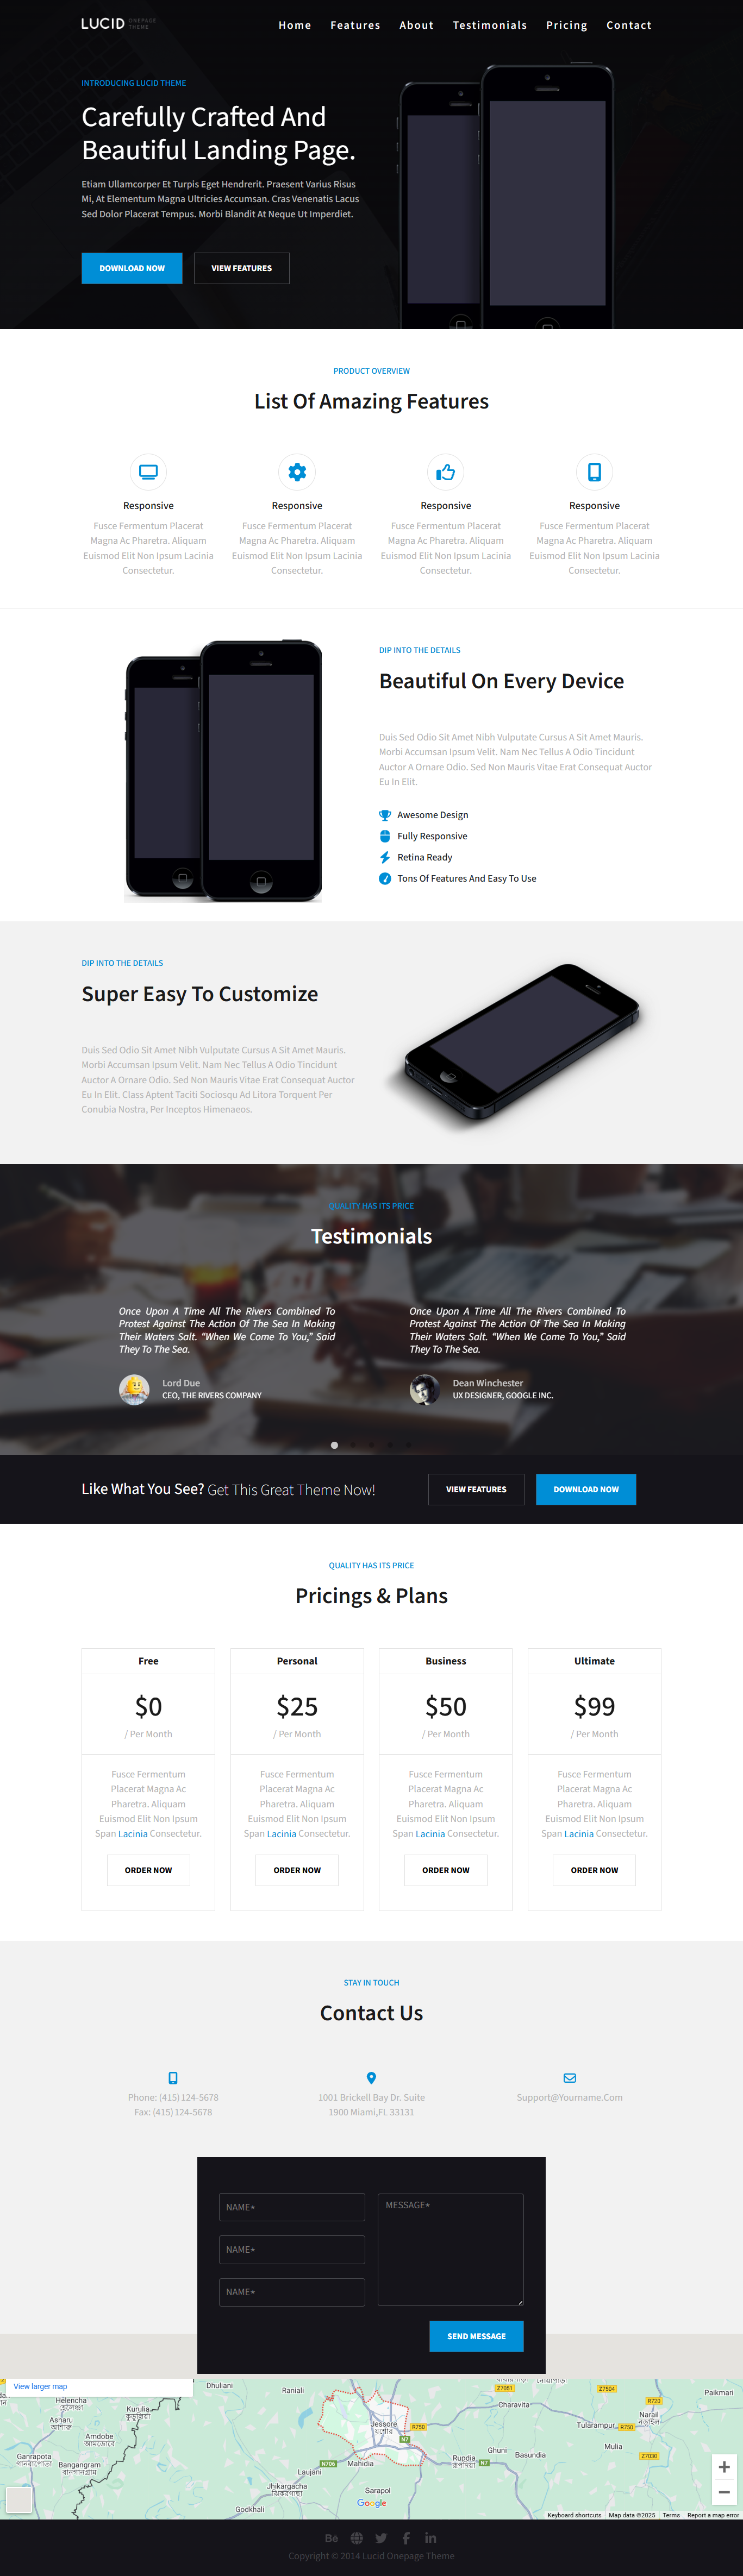 LUCID ONEPAGE THEME
Home Features About Testimonials Pricing Contact
INTRODUCING LUCID THEME
Carefully Crafted And
Beautiful Landing Page.
Etiam Ullamcorper Et Turpis Eget Hendrerit. Praesent Varius Risus
Mi, At Elementum Magna Ultricies Accumsan. Cras Venenatis Lacus
Sed Dolor Placerat Tempus. Morbi Blandit At Neque Ut Imperdiet.
DOWNLOAD NOW VIEW FEATURES
PRODUCT OVERVIEW
List Of Amazing Features
Responsive
Fusce Fermentum Placerat
Magna Ac Pharetra. Aliquam
Euismod Elit Non Ipsum Lacinia
Consectetur.
Responsive
Fusce Fermentum Placerat
Magna Ac Pharetra. Aliquam
Euismod Elit Non Ipsum Lacinia
Consectetur.
Responsive
Fusce Fermentum Placerat
Magna Ac Pharetra. Aliquam
Euismod Elit Non Ipsum Lacinia
Consectetur.
Responsive
Fusce Fermentum Placerat
Magna Ac Pharetra. Aliquam
Euismod Elit Non Ipsum Lacinia
Consectetur.
DIP INTO THE DETAILS
Beautiful On Every Device
Duis Sed Odio Sit Amet Nibh Vulputate Cursus A Sit Amet Mauris.
Morbi Accumsan Ipsum Velit. Nam Nec Tellus A Odio Tincidunt
Auctor A Ornare Odio. Sed Non Mauris Vitae Erat Consequat Auctor
Eu In Elit.
Awesome Design
Fully Responsive
Retina Ready
Tons Of Features And Easy To Use
DIP INTO THE DETAILS
Super Easy To Customize
Duis Sed Odio Sit Amet Nibh Vulputate Cursus A Sit Amet Mauris.
Morbi Accumsan Ipsum Velit. Nam Nec Tellus A Odio Tincidunt
Auctor A Ornare Odio. Sed Non Mauris Vitae Erat Consequat Auctor
Eu In Elit. Class Aptent Taciti Sociosqu Ad Litora Torquent Per
Conubia Nostra, Per Inceptos Himenaeos.
QUALITY HAS ITS PRICE
Testimonials
Once Upon A Time All The Rivers Combined To
Protest Against The Action Of The Sea In Making
Their Waters Salt. “When We Come To You,” Said
They To The Sea.
Lord Due
CEO, THE RIVERS COMPANY
Once Upon A Time All The Rivers Combined To
Protest Against The Action Of The Sea In Making
Their Waters Salt. “When We Come To You,” Said
They To The Sea.
Dean Winchester
UX DESIGNER, GOOGLE INC.
Like What You See? Get This Great Theme Now!
VIEW FEATURES DOWNLOAD NOW
QUALITY HAS ITS PRICE
Pricings & Plans
Free
$0
/ Per Month
Fusce Fermentum
Placerat Magna Ac
Pharetra. Aliquam
Euismod Elit Non Ipsum
Span Lacinia Consectetur.
ORDER NOW
Personal
$25
/ Per Month
Fusce Fermentum
Placerat Magna Ac
Pharetra. Aliquam
Euismod Elit Non Ipsum
Span Lacinia Consectetur.
ORDER NOW
Business
$50
/ Per Month
Fusce Fermentum
Placerat Magna Ac
Pharetra. Aliquam
Euismod Elit Non Ipsum
Span Lacinia Consectetur.
ORDER NOW
Ultimate
$99
/ Per Month
Fusce Fermentum
Placerat Magna Ac
Pharetra. Aliquam
Euismod Elit Non Ipsum
Span Lacinia Consectetur.
ORDER NOW
STAY IN TOUCH
Contact Us
Phone: (415) 124-5678
Fax: (415) 124-5678
1001 Brickell Bay Dr. Suite
1900 Miami,FL 33131
Support@Yourname.Com
NAME*
NAME*
NAME*
MESSAGE*
SEND MESSAGE
View larger map
Dhuliani
Raniali
Z7051
Z7504
Paikmari
R720
Helencha
Kurulia
Charavita
Narail
Asharu
Jessore
যশোর
R750
Tularampur
R750
Amdobe
N7
Mulia
Ganrapota
N706
Mahidia
Rupdia
N7
Ghuni
Basundia
Z7030
Bangangram
Laujani
Jhikargacha
Sarapol
Godkhali
Google
Keyboard shortcuts Map data ©2025 Terms Report a map error
Bē
Copyright © 2014 Lucid Onepage Theme